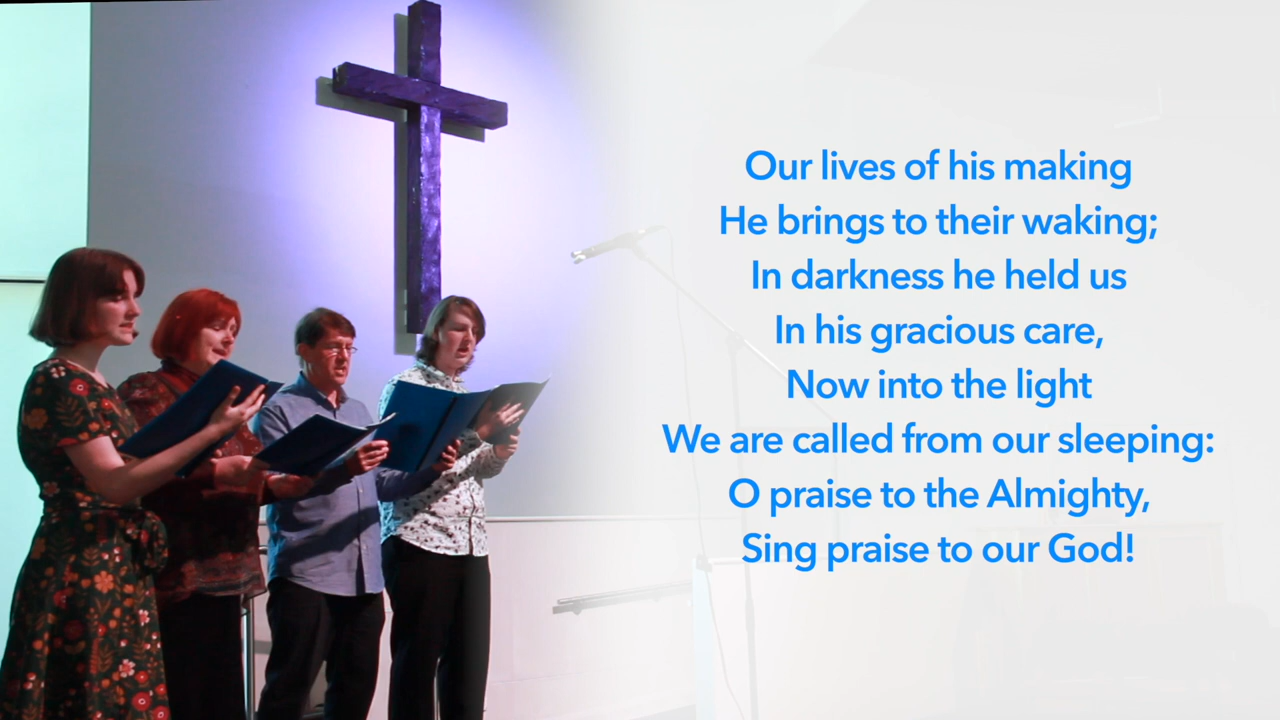 Our lives of his making
He brings to their waking;
In darkness he held us
In his gracious care,
Now into the light
We are called from our sleeping:
O praise to the Almighty,
Sing praise to our God!